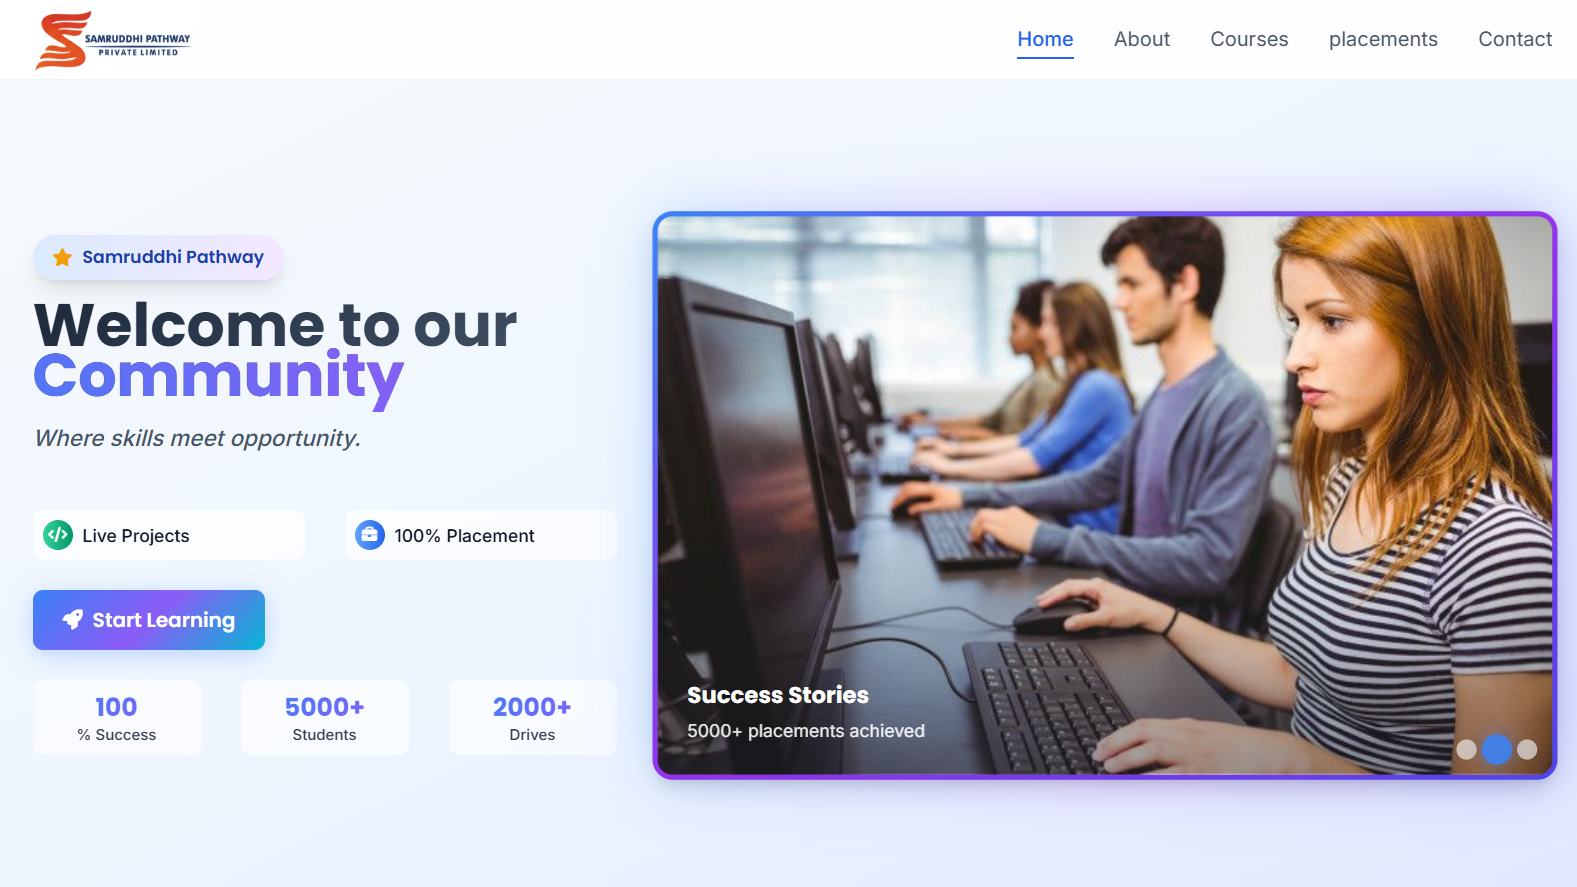 SAMRUDDHI PATHWAY
PRIVATE LIMITED
Home About Courses placements Contact
Samruddhi Pathway
Welcome to our
Community
Where skills meet opportunity.
Live Projects
100% Placement
Start Learning
100
% Success
5000+
Students
2000+
Drives
Success Stories
5000+ placements achieved